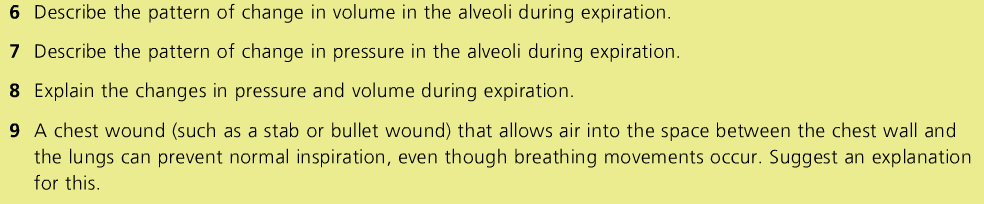 6 Describe the pattern of change in volume in the alveoli during expiration.
7 Describe the pattern of change in pressure in the alveoli during expiration.
8 Explain the changes in pressure and volume during expiration.
9 A chest wound (such as a stab or bullet wound) that allows air into the space between the chest wall and
the lungs can prevent normal inspiration, even though breathing movements occur. Suggest an explanation
for this.